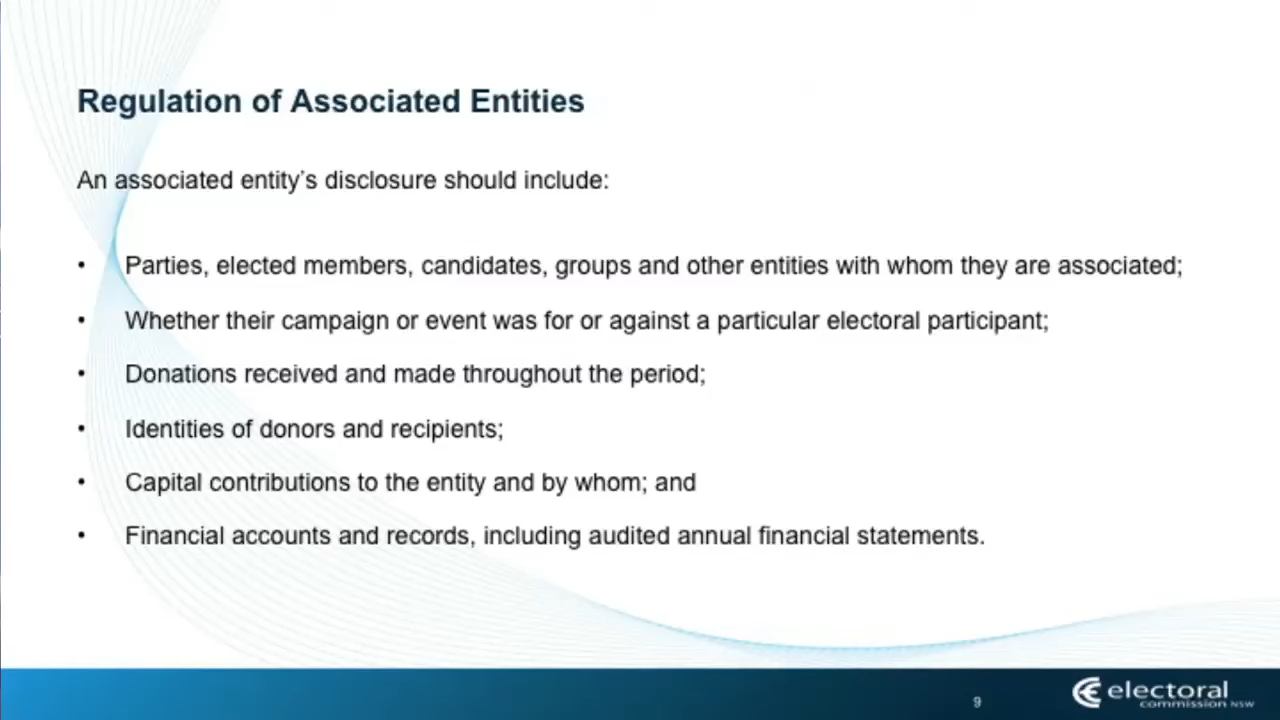 Regulation of Associated Entities
An associated entity's disclosure should include:
• Parties, elected members, candidates, groups and other entities with whom they are associated;
• Whether their campaign or event was for or against a particular electoral participant;
• Donations received and made throughout the period;
• Identities of donors and recipients;
• Capital contributions to the entity and by whom; and
• Financial accounts and records, including audited annual financial statements.
9
electoral
commission NSW